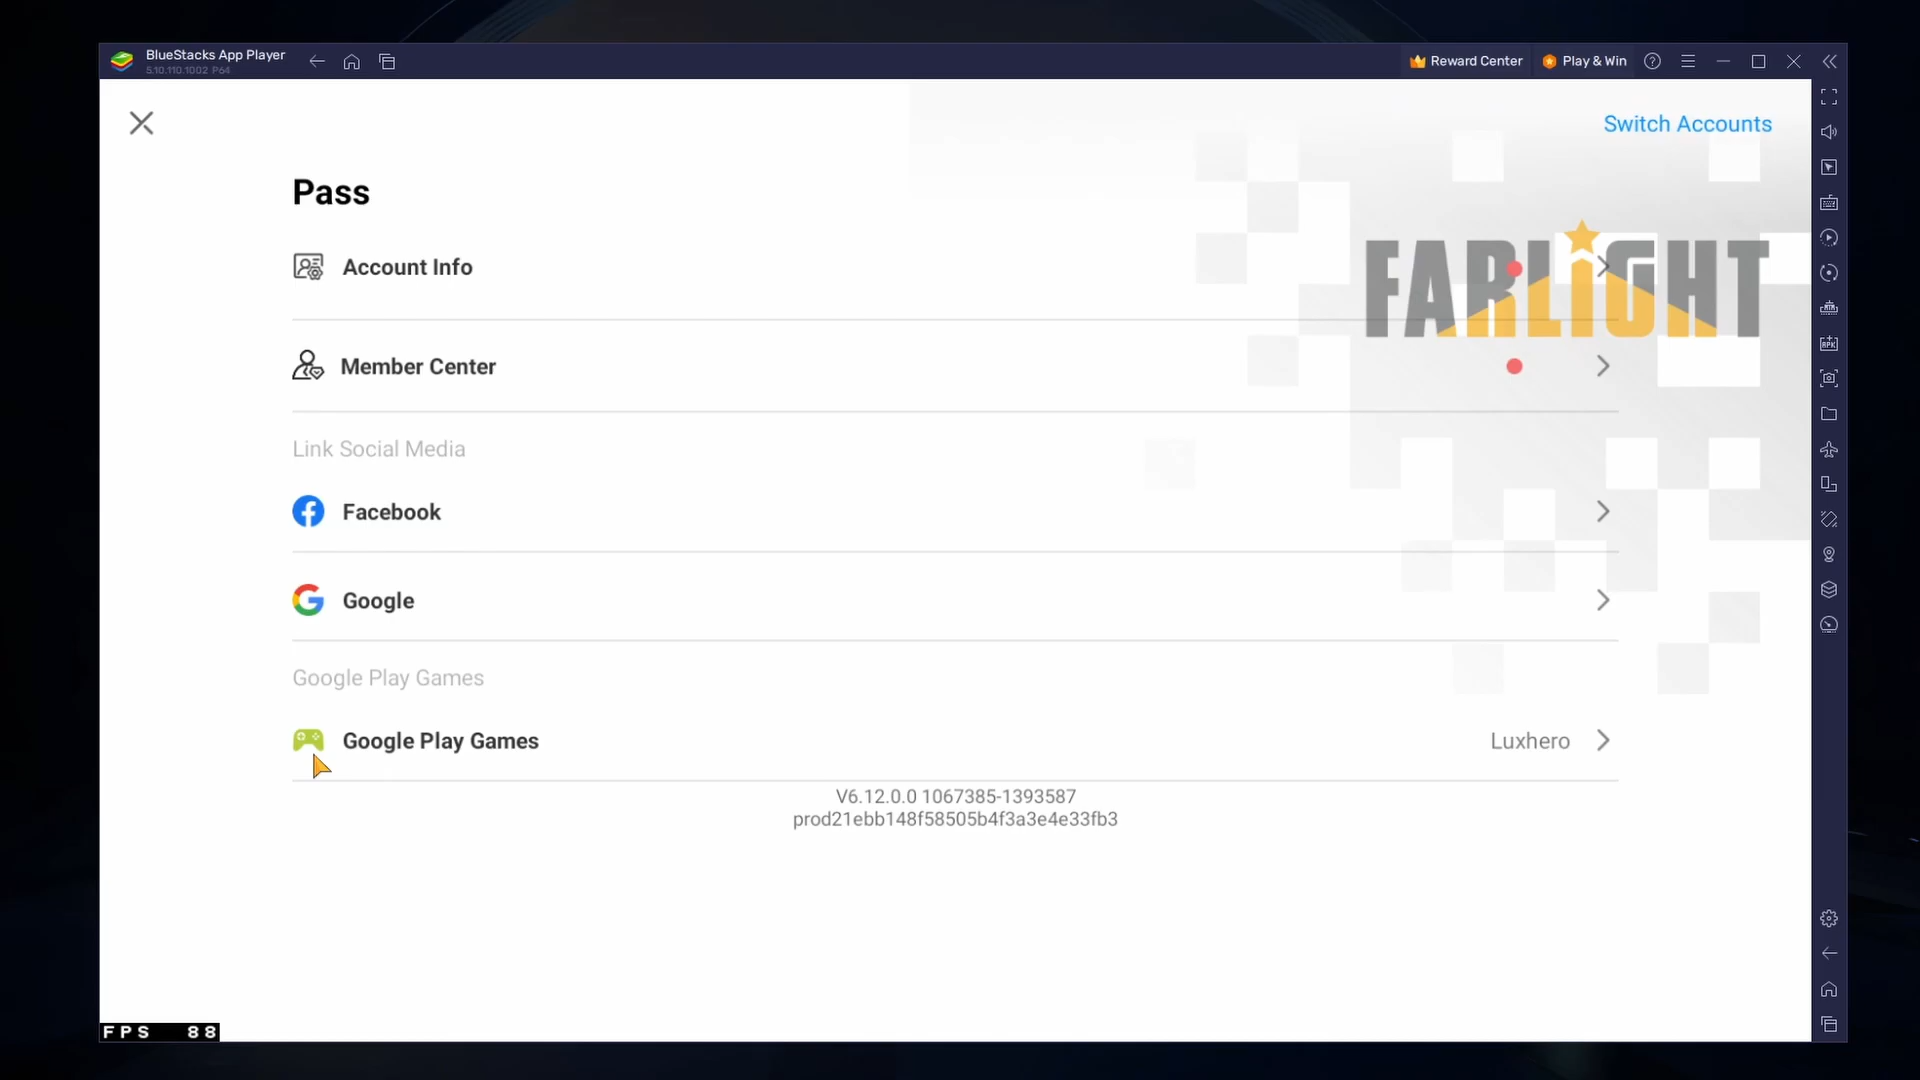 BlueStacks App Player
5.10.110.1002 P64
Reward Center
Play & Win
Switch Accounts
Pass
Account Info
FARLIGHT
Member Center
Link Social Media
Facebook
Google
Google Play Games
Google Play Games
Luxhero
V6.12.0.0 1067385-1393587
prod21ebb148f58505b4f3a3e4e33fb3
FPS 88